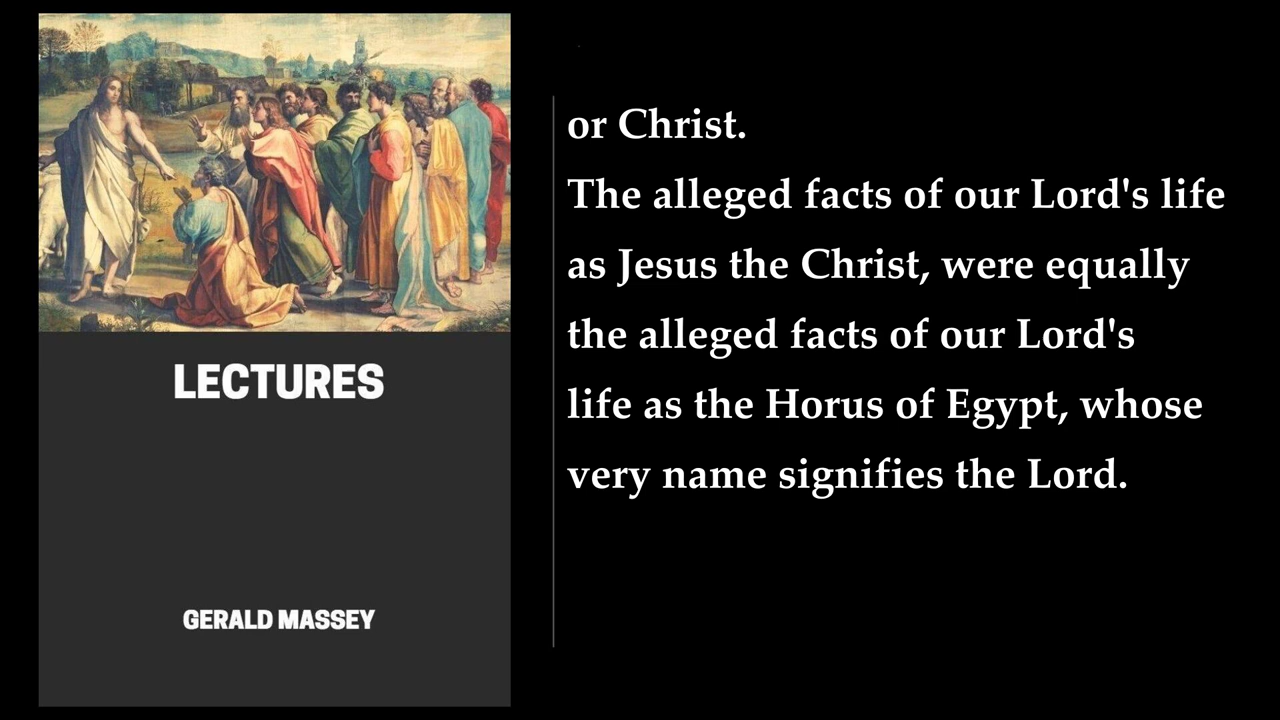 LECTURES
GERALD MASSEY
or Christ.
The alleged facts of our Lord's life
as Jesus the Christ, were equally
the alleged facts of our Lord's
life as the Horus of Egypt, whose
very name signifies the Lord.